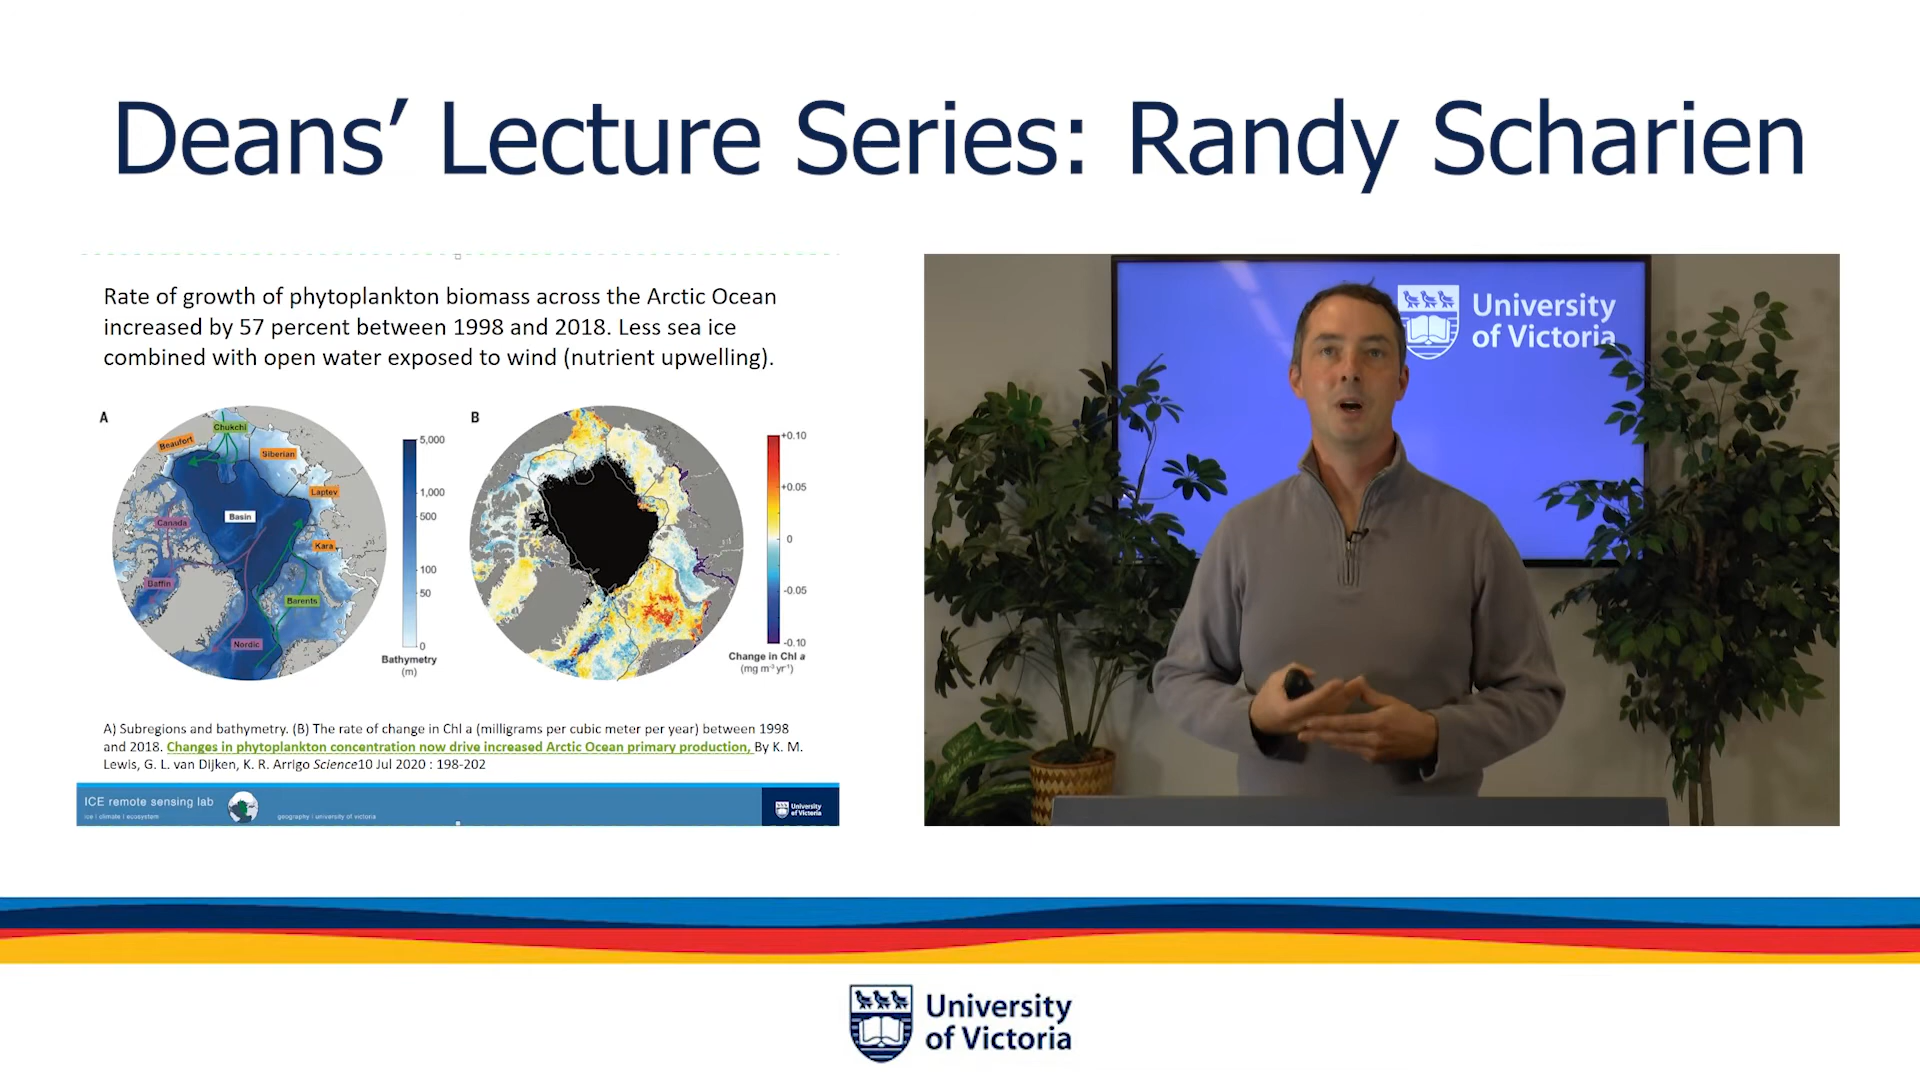 Deans’ Lecture Series: Randy Scharien
Rate of growth of phytoplankton biomass across the Arctic Ocean
increased by 57 percent between 1998 and 2018. Less sea ice
combined with open water exposed to wind (nutrient upwelling).
A
Chukchi
Beaufort
Siberian
Laptev
Basin
Canada
Kara
Baffin
Barents
Nordic
5,000
1,000
500
100
50
0
Bathymetry
(m)
B
+0.10
+0.05
0
-0.05
-0.10
Change in Chl a
(mg m⁻³ yr⁻¹)
A) Subregions and bathymetry. (B) The rate of change in Chl a (milligrams per cubic meter per year) between 1998
and 2018. Changes in phytoplankton concentration now drive increased Arctic Ocean primary production, By K. M.
Lewis, G. L. van Dijken, K. R. Arrigo Science10 Jul 2020 : 198-202
ICE remote sensing lab
ice | climate | ecosystem
geography | university of victoria
University
of Victoria
University
of Victoria
University
of Victoria